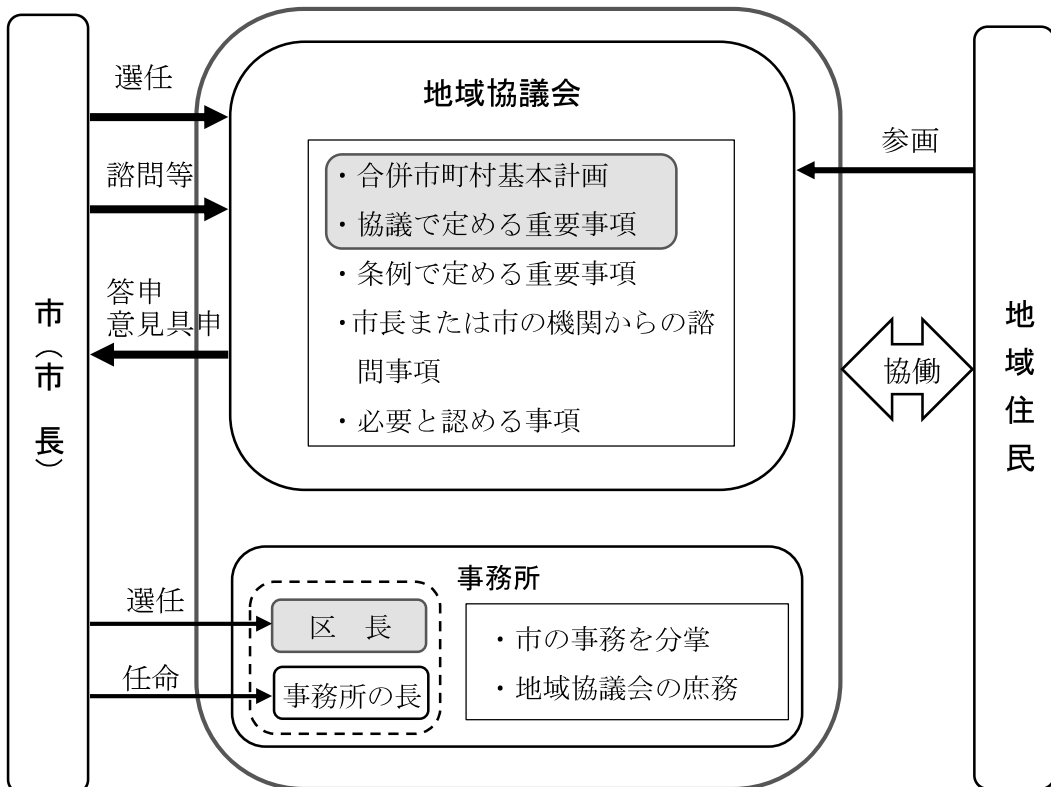 市（市 長）
選任
諮問等
答申
意見具申
選任
任命
地域協議会
・合併市町村基本計画
・協議で定める重要事項
・条例で定める重要事項
・市長または市の機関からの諮
問事項
・必要と認める事項
事務所
区　長
事務所の長
・市の事務を分掌
・地域協議会の庶務
参画
協働
地域住民